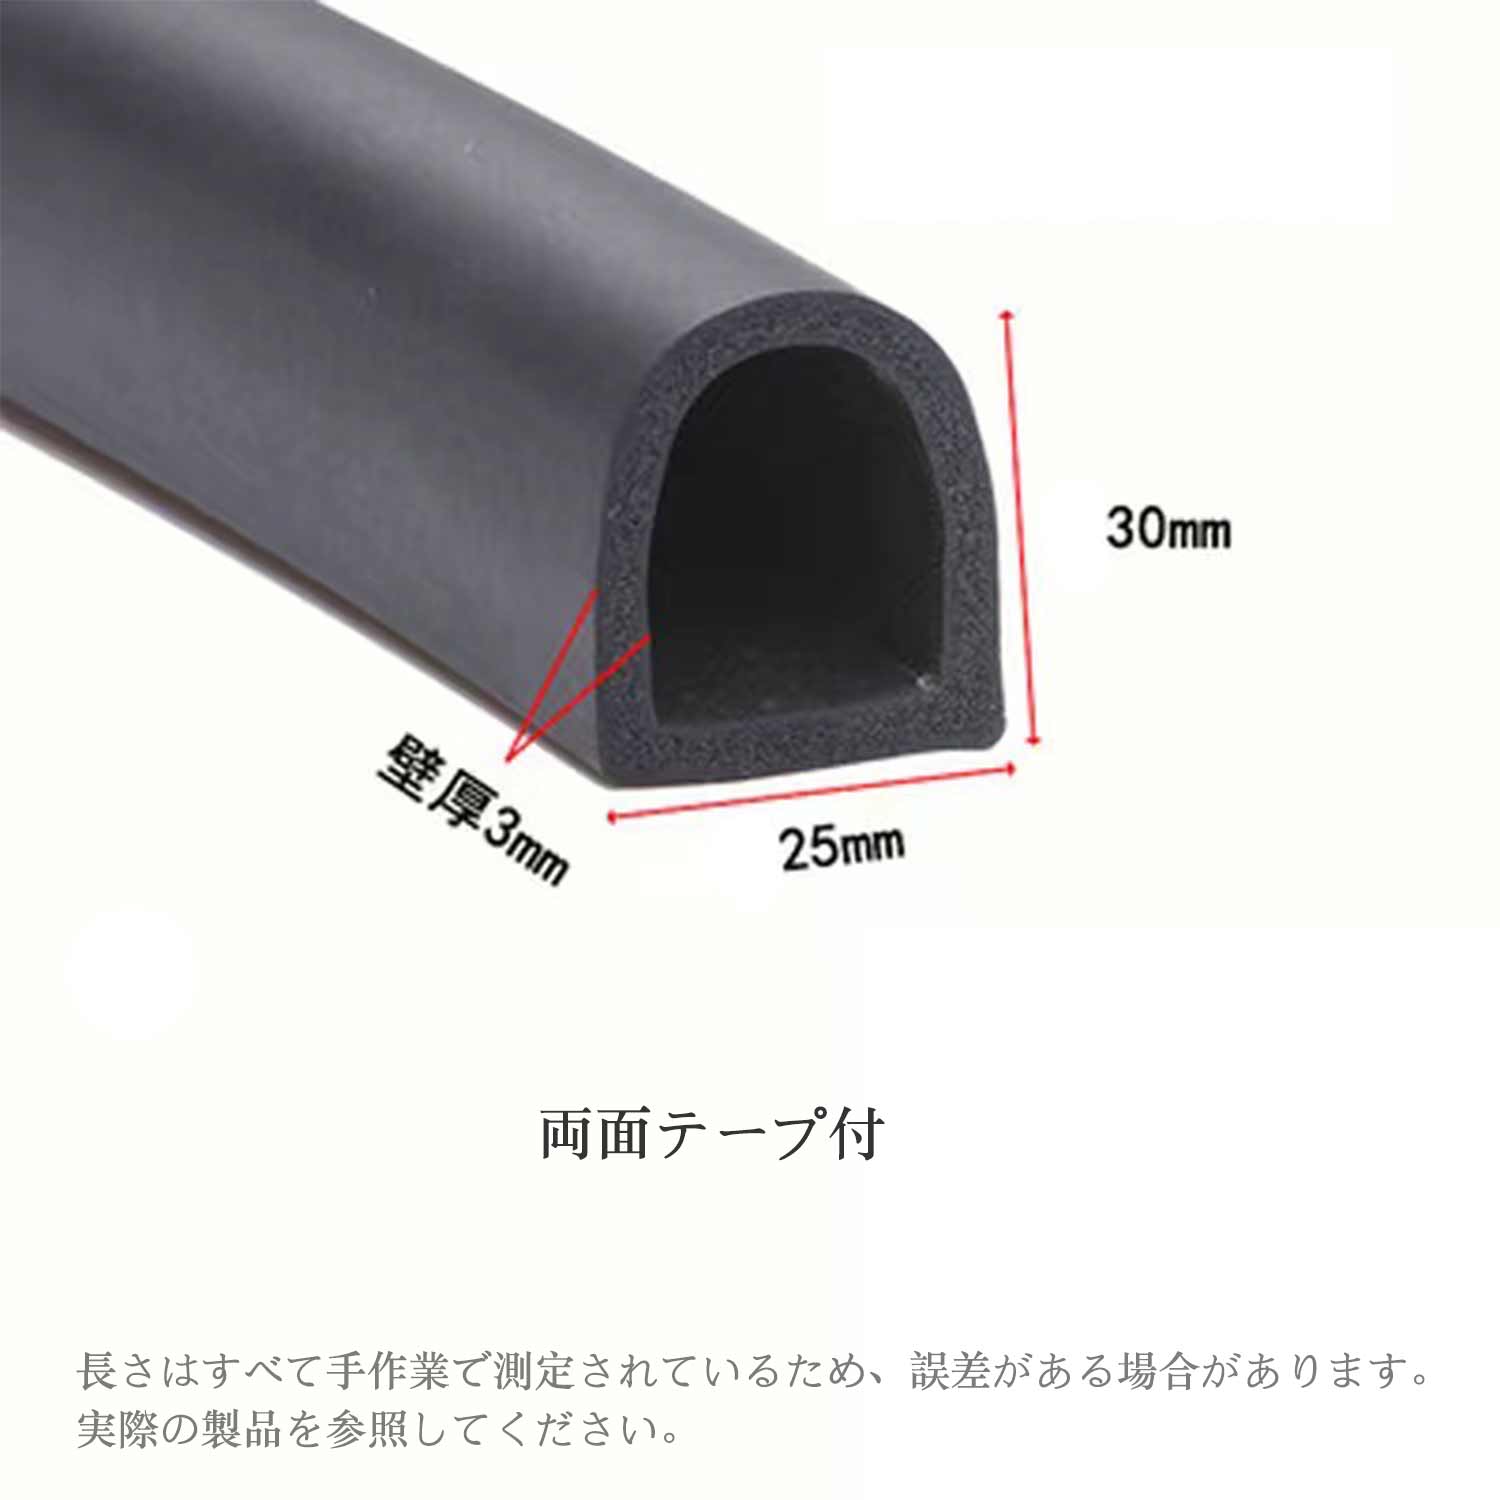 30mm
25mm
壁厚3mm
両面テープ付
長さはすべて手作業で測定されているため、誤差がある場合があります。
実際の製品を参照してください。